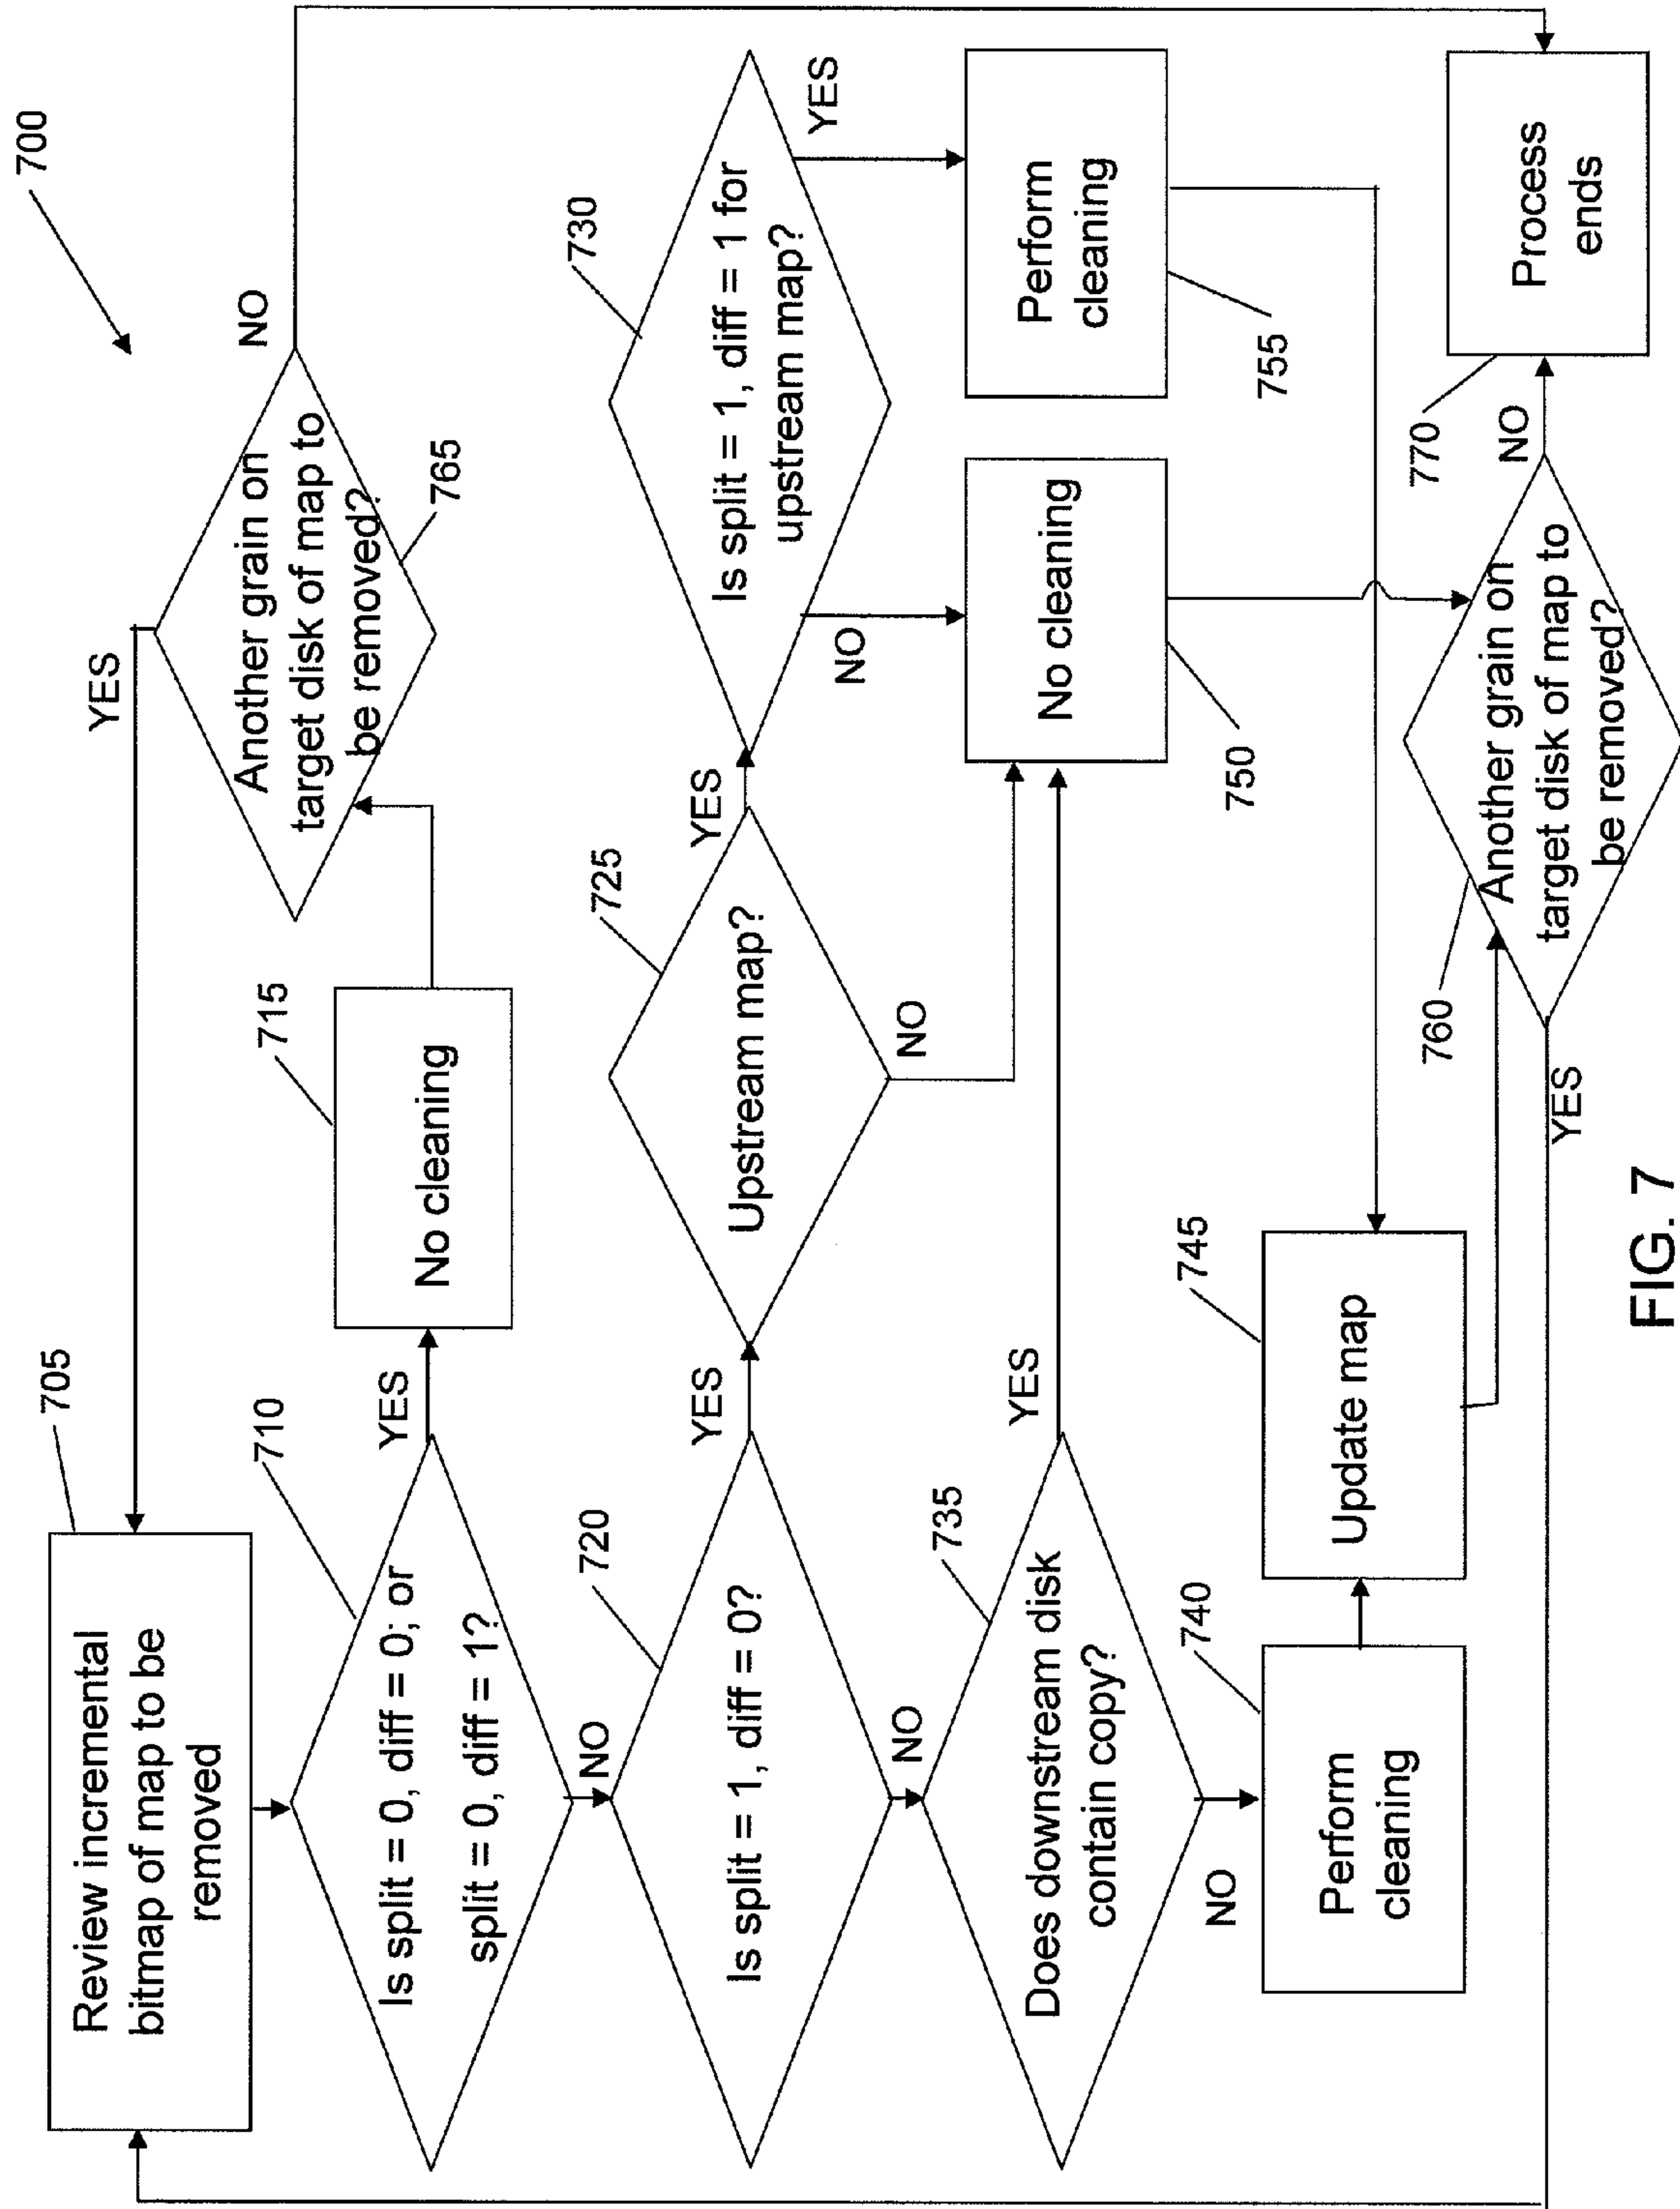 700
705
Review incremental
bitmap of map to be
removed
YES
Another grain on
target disk of map to
be removed?
765
NO
710
Is split = 0, diff = 0; or
split = 0, diff = 1?
YES
715
No cleaning
NO
720
Is split = 1, diff = 0?
YES
725
Upstream map?
YES
730
Is split = 1, diff = 1 for
upstream map?
YES
NO
NO
NO
735
Does downstream disk
contain copy?
YES
No cleaning
750
Perform
cleaning
755
NO
740
Perform
cleaning
745
Update map
760
Another grain on
target disk of map to
be removed?
YES
NO
770
Process
ends
FIG. 7